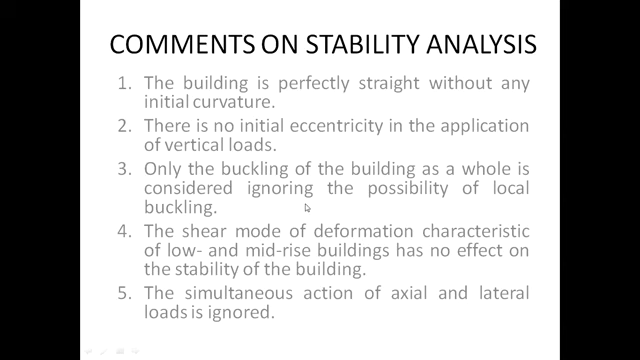 COMMENTS ON STABILITY ANALYSIS
1. The building is perfectly straight without any
initial curvature.
2. There is no initial eccentricity in the application
of vertical loads.
3. Only the buckling of the building as a whole is
considered ignoring the possibility of local
buckling.
4. The shear mode of deformation characteristic
of low- and mid-rise buildings has no effect on
the stability of the building.
5. The simultaneous action of axial and lateral
loads is ignored.